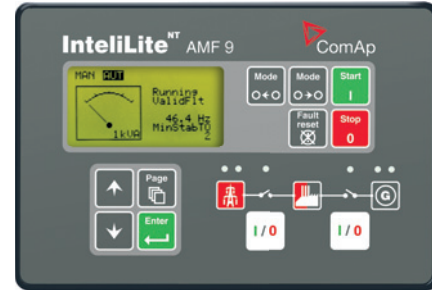 InteliLite NT AMF 9
ComAp
MAN AUT
Running
ValidFlt
46.4 Hz
MinStabTO
2
1kVA
Mode
Mode
Start
I
Fault
reset
Stop
0
Page
Enter
I/0
I/0
G